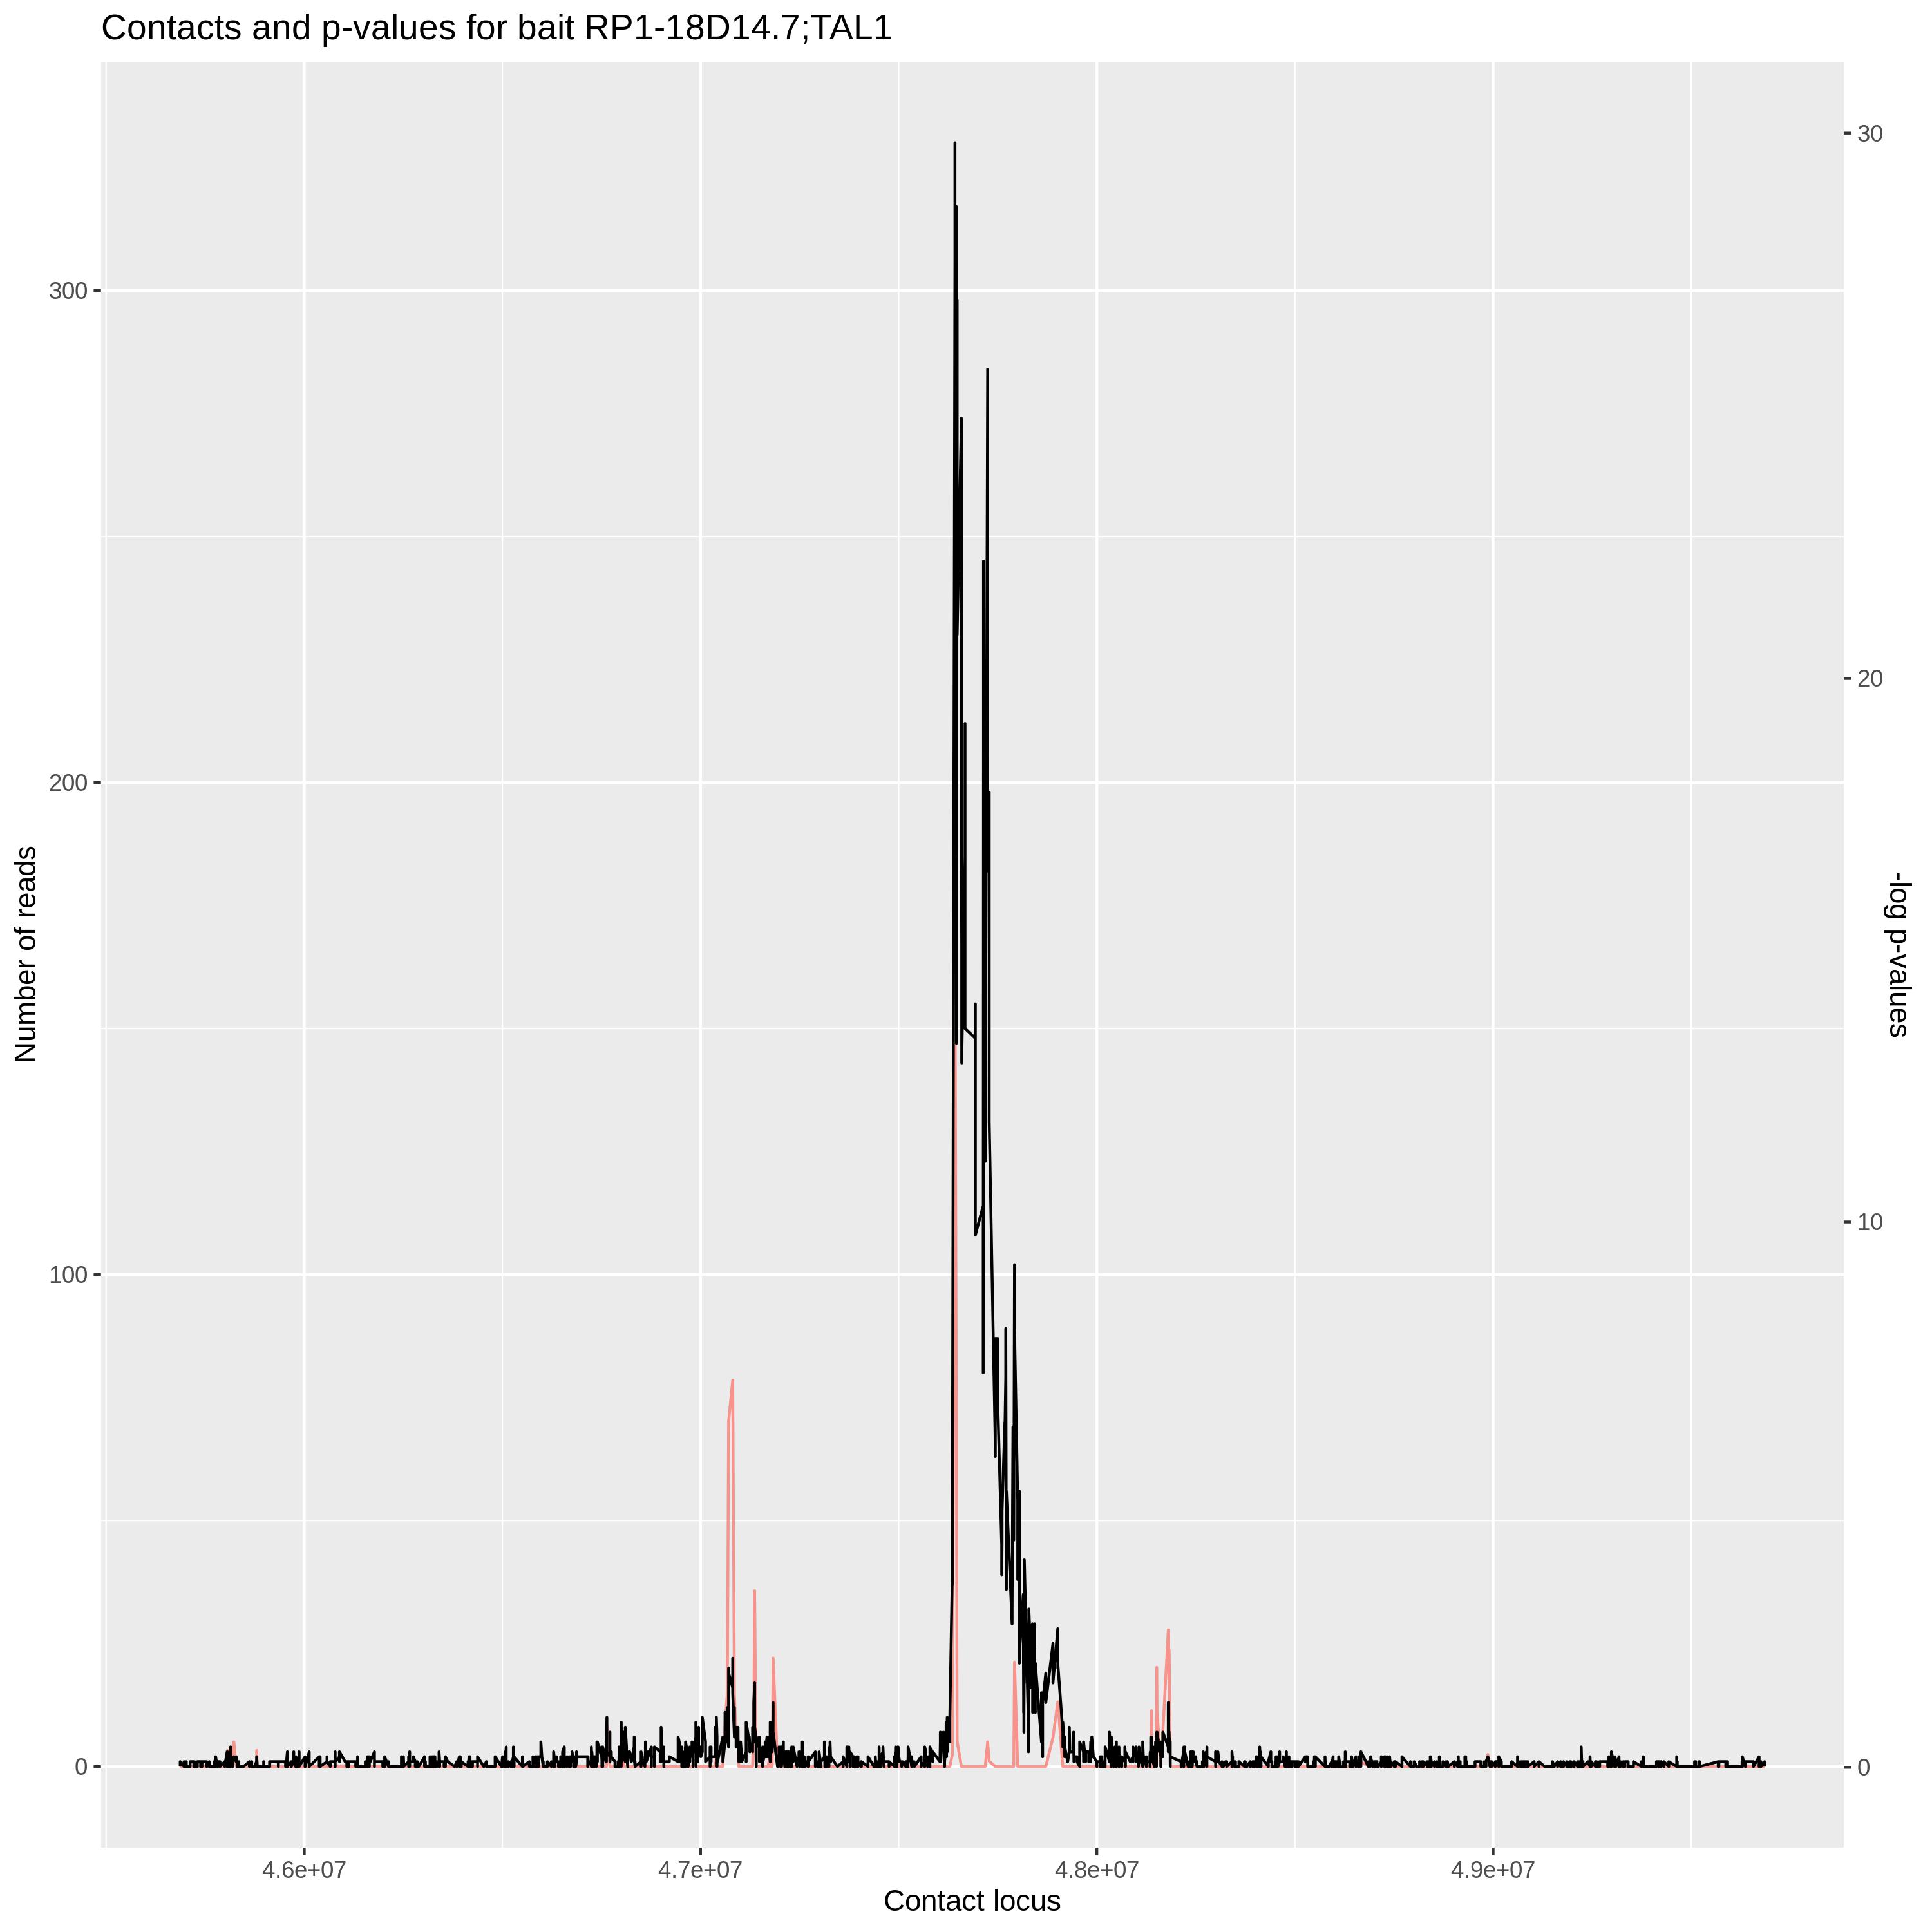 Contacts and p-values for bait RP1-18D14.7;TAL1
30
300
20
200
Number of reads
-log p-values
10
100
0
0
4.6e+07
4.7e+07
4.8e+07
4.9e+07
Contact locus